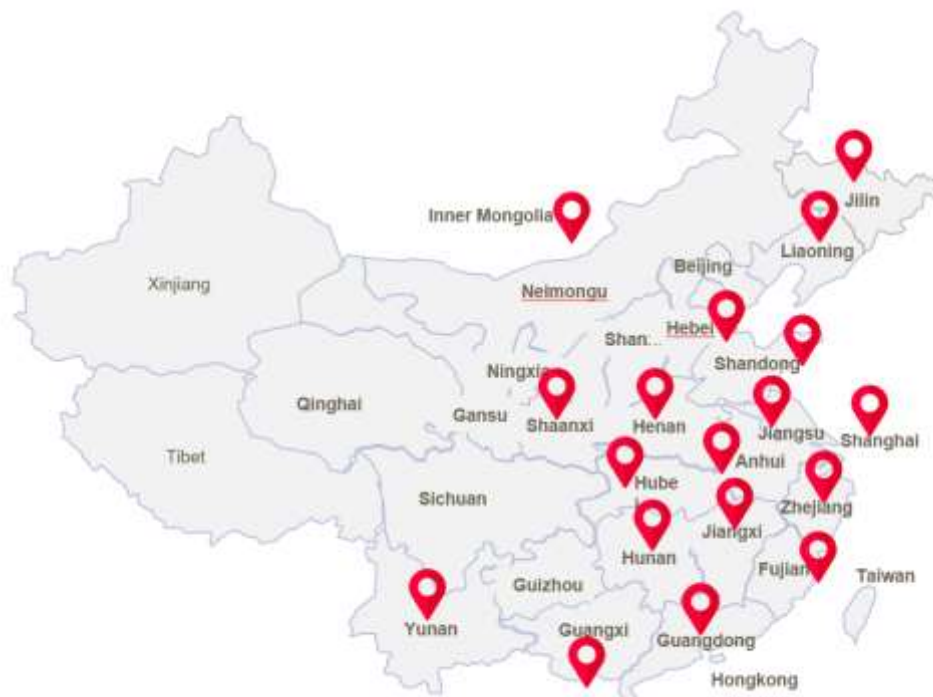 Jilin
Inner Mongolia
Liaoning
Beijing
Xinjiang
Neimongu
Hebei
Shan...
Shandong
Ningxia
Qinghai
Gansu
Shaanxi
Henan
Jiangsu
Shanghai
Tibet
Anhui
Hube
Sichuan
Zhejiang
Jiangxi
Hunan
Fujian
Taiwan
Guizhou
Yunan
Guangxi
Guangdong
Hongkong